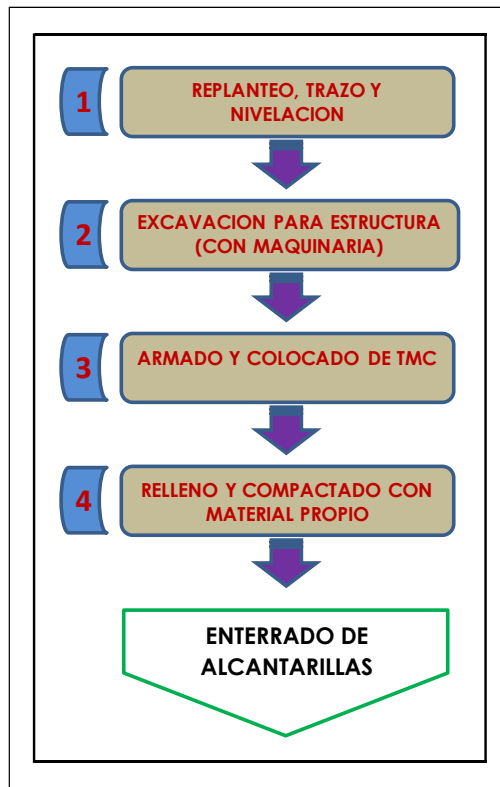 1
REPLANTEO, TRAZO Y
NIVELACION
2
EXCAVACION PARA ESTRUCTURA
(CON MAQUINARIA)
3
ARMADO Y COLOCADO DE TMC
4
RELLENO Y COMPACTADO CON
MATERIAL PROPIO
ENTERRADO DE
ALCANTARILLAS